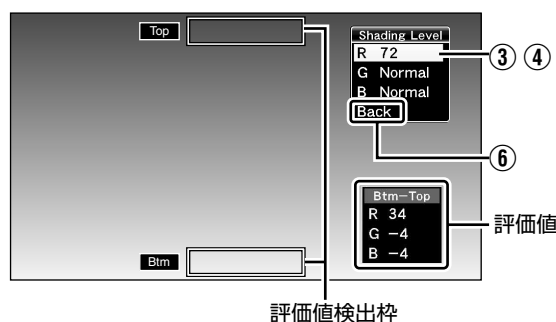 Top
Shading Level
R 72
G Normal
B Normal
Back
③ ④
⑥
Btm−Top
R 34
G −4
B −4
評価値
Btm
評価値検出枠